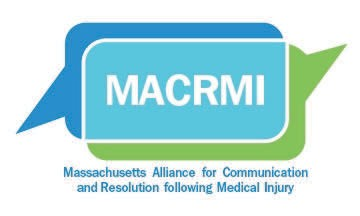 MACRMI
Massachusetts Alliance for Communication
and Resolution following Medical Injury